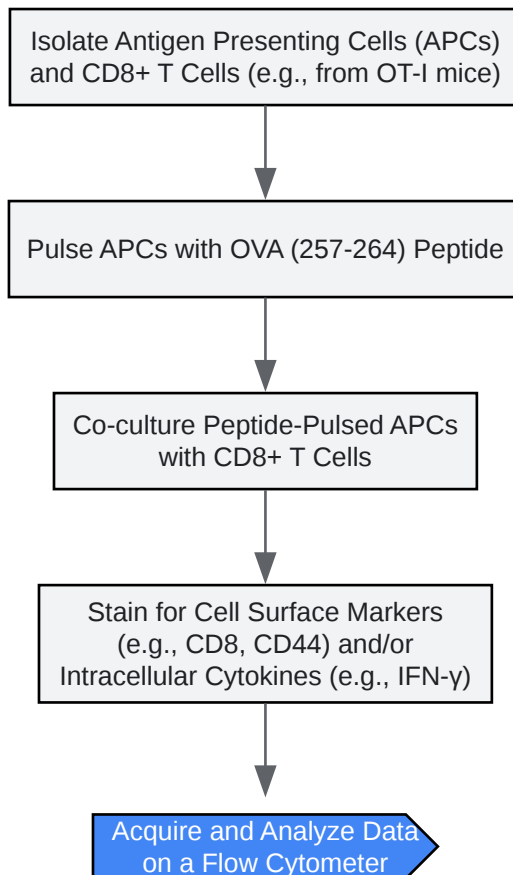 Isolate Antigen Presenting Cells (APCs)
and CD8+ T Cells (e.g., from OT-I mice)
Pulse APCs with OVA (257-264) Peptide
Co-culture Peptide-Pulsed APCs
with CD8+ T Cells
Stain for Cell Surface Markers
(e.g., CD8, CD44) and/or
Intracellular Cytokines (e.g., IFN-γ)
Acquire and Analyze Data
on a Flow Cytometer